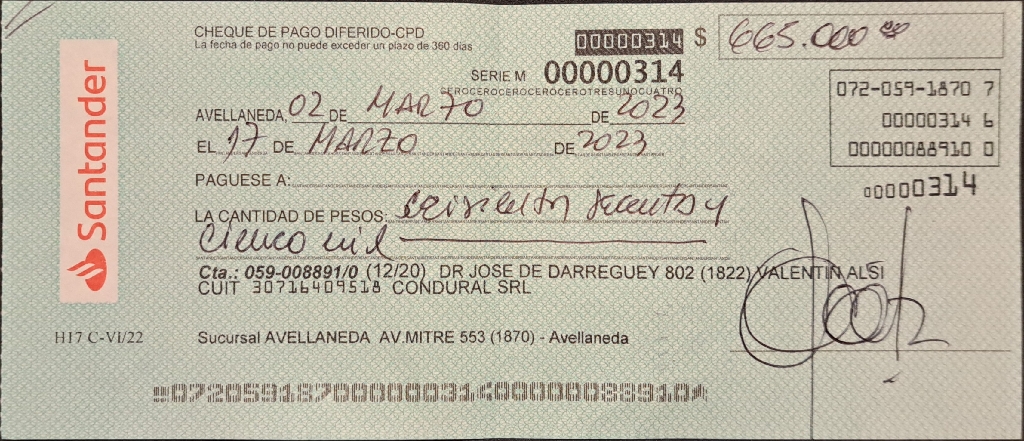 Santander
CHEQUE DE PAGO DIFERIDO-CPD
La fecha de pago no puede exceder un plazo de 360 días
00000314 $ 665.000 00
SERIE M 00000314
CEROCEROCEROCEROCEROTRESUNOCUATRO
072-059-1870 7
00000314 6
00000088910 0
00000314
AVELLANEDA, 02 DE MARZO DE 2023
EL 17 DE MARZO DE 2023
PAGUESE A:
LA CANTIDAD DE PESOS: seiscientos sesenta y
cinco mil
Cta.: 059-008891/0 (12/20) DR JOSE DE DARREGUEY 802 (1822) VALENTIN ALSI
CUIT 30716409518 CONDURAL SRL
H17 C-VI/22
Sucursal AVELLANEDA AV.MITRE 553 (1870) - Avellaneda